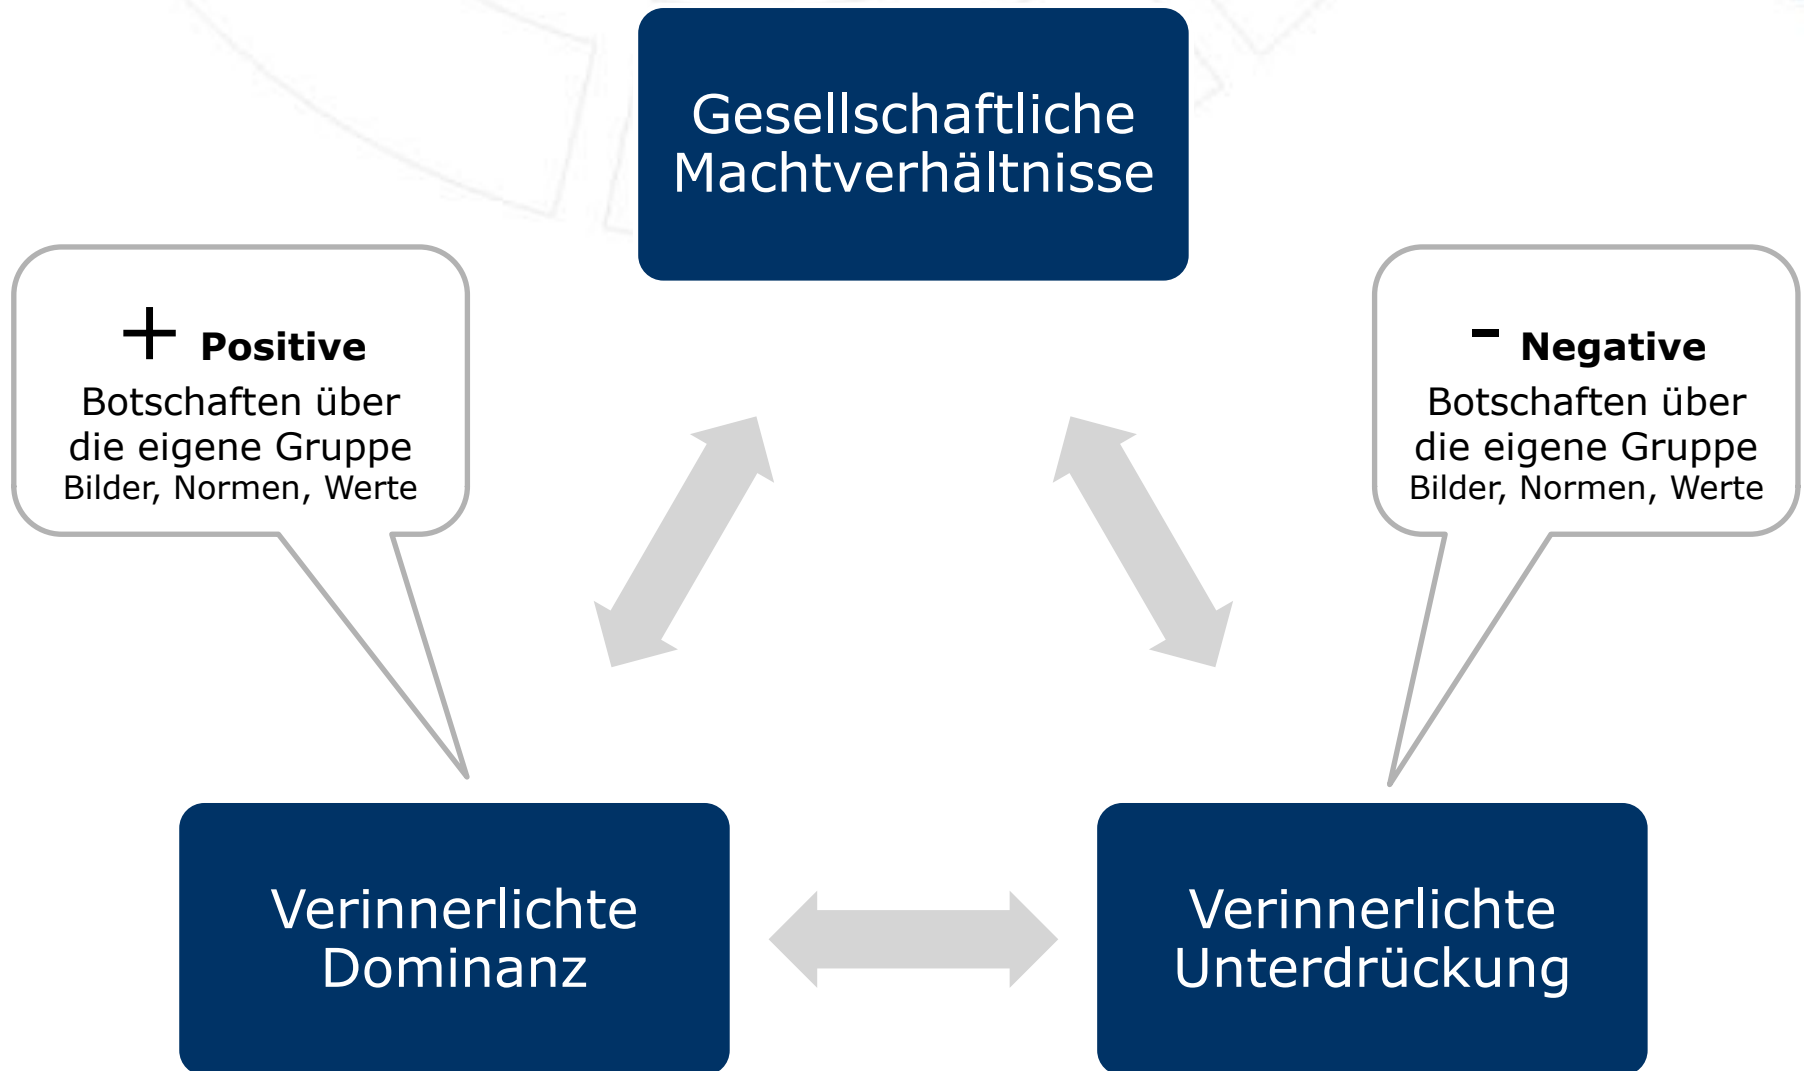 Gesellschaftliche
Machtverhältnisse
+ Positive
Botschaften über
die eigene Gruppe
Bilder, Normen, Werte
- Negative
Botschaften über
die eigene Gruppe
Bilder, Normen, Werte
Verinnerlichte
Dominanz
Verinnerlichte
Unterdrückung